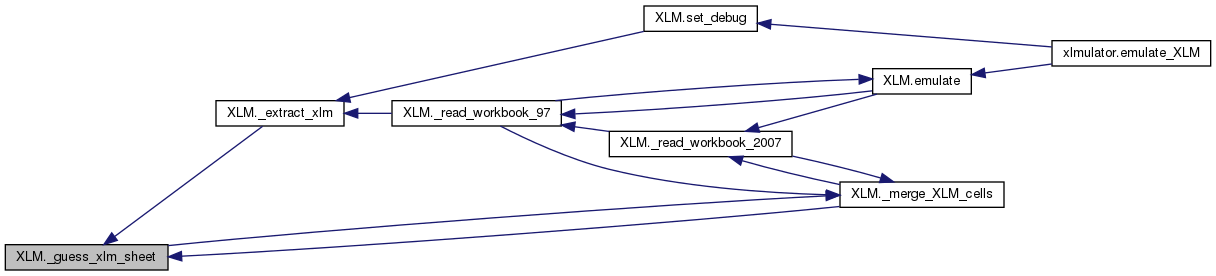 XLM.set_debug
xlmulator.emulate_XLM
XLM.emulate
XLM._extract_xlm
XLM._read_workbook_97
XLM._read_workbook_2007
XLM._merge_XLM_cells
XLM._guess_xlm_sheet